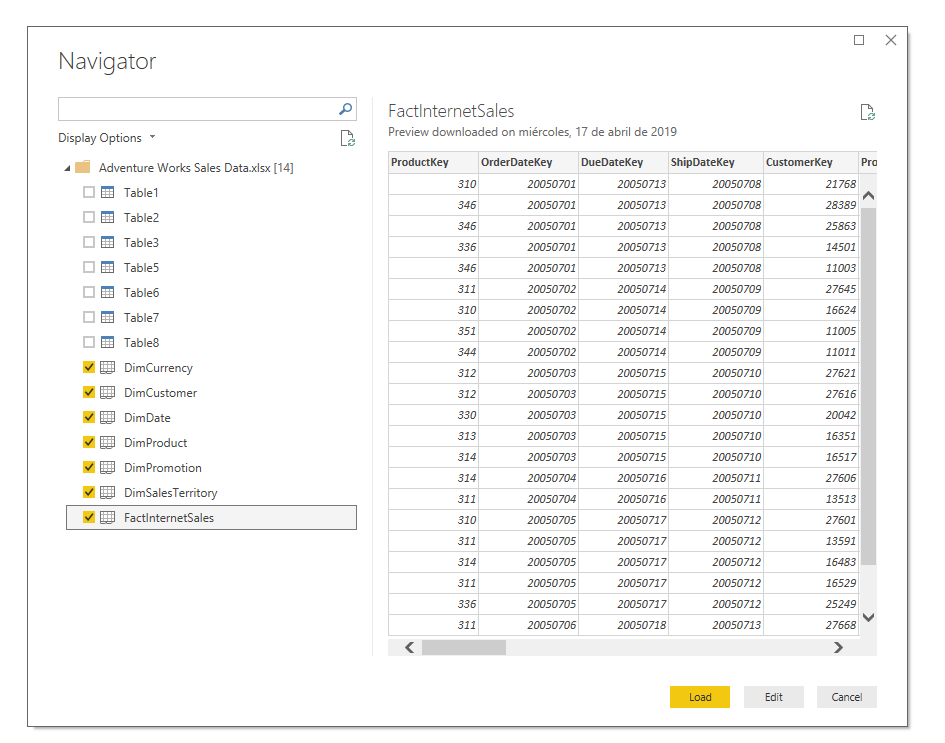 Navigator
Display Options
Adventure Works Sales Data.xlsx [14]
Table1
Table2
Table3
Table5
Table6
Table7
Table8
DimCurrency
DimCustomer
DimDate
DimProduct
DimPromotion
DimSalesTerritory
FactInternetSales
FactInternetSales
Preview downloaded on miércoles, 17 de abril de 2019
ProductKey OrderDateKey DueDateKey ShipDateKey CustomerKey Pro
310 20050701 20050713 20050708 21768
346 20050701 20050713 20050708 28389
346 20050701 20050713 20050708 25863
336 20050701 20050713 20050708 14501
346 20050701 20050713 20050708 11003
311 20050702 20050714 20050709 27645
310 20050702 20050714 20050709 16624
351 20050702 20050714 20050709 11005
344 20050702 20050714 20050709 11011
312 20050703 20050715 20050710 27621
312 20050703 20050715 20050710 27616
330 20050703 20050715 20050710 20042
313 20050703 20050715 20050710 16351
314 20050703 20050715 20050710 16517
314 20050704 20050716 20050711 27606
311 20050704 20050716 20050711 13513
310 20050705 20050717 20050712 27601
311 20050705 20050717 20050712 13591
314 20050705 20050717 20050712 16483
311 20050705 20050717 20050712 16529
336 20050705 20050717 20050712 25249
311 20050706 20050718 20050713 27668
Load Edit Cancel